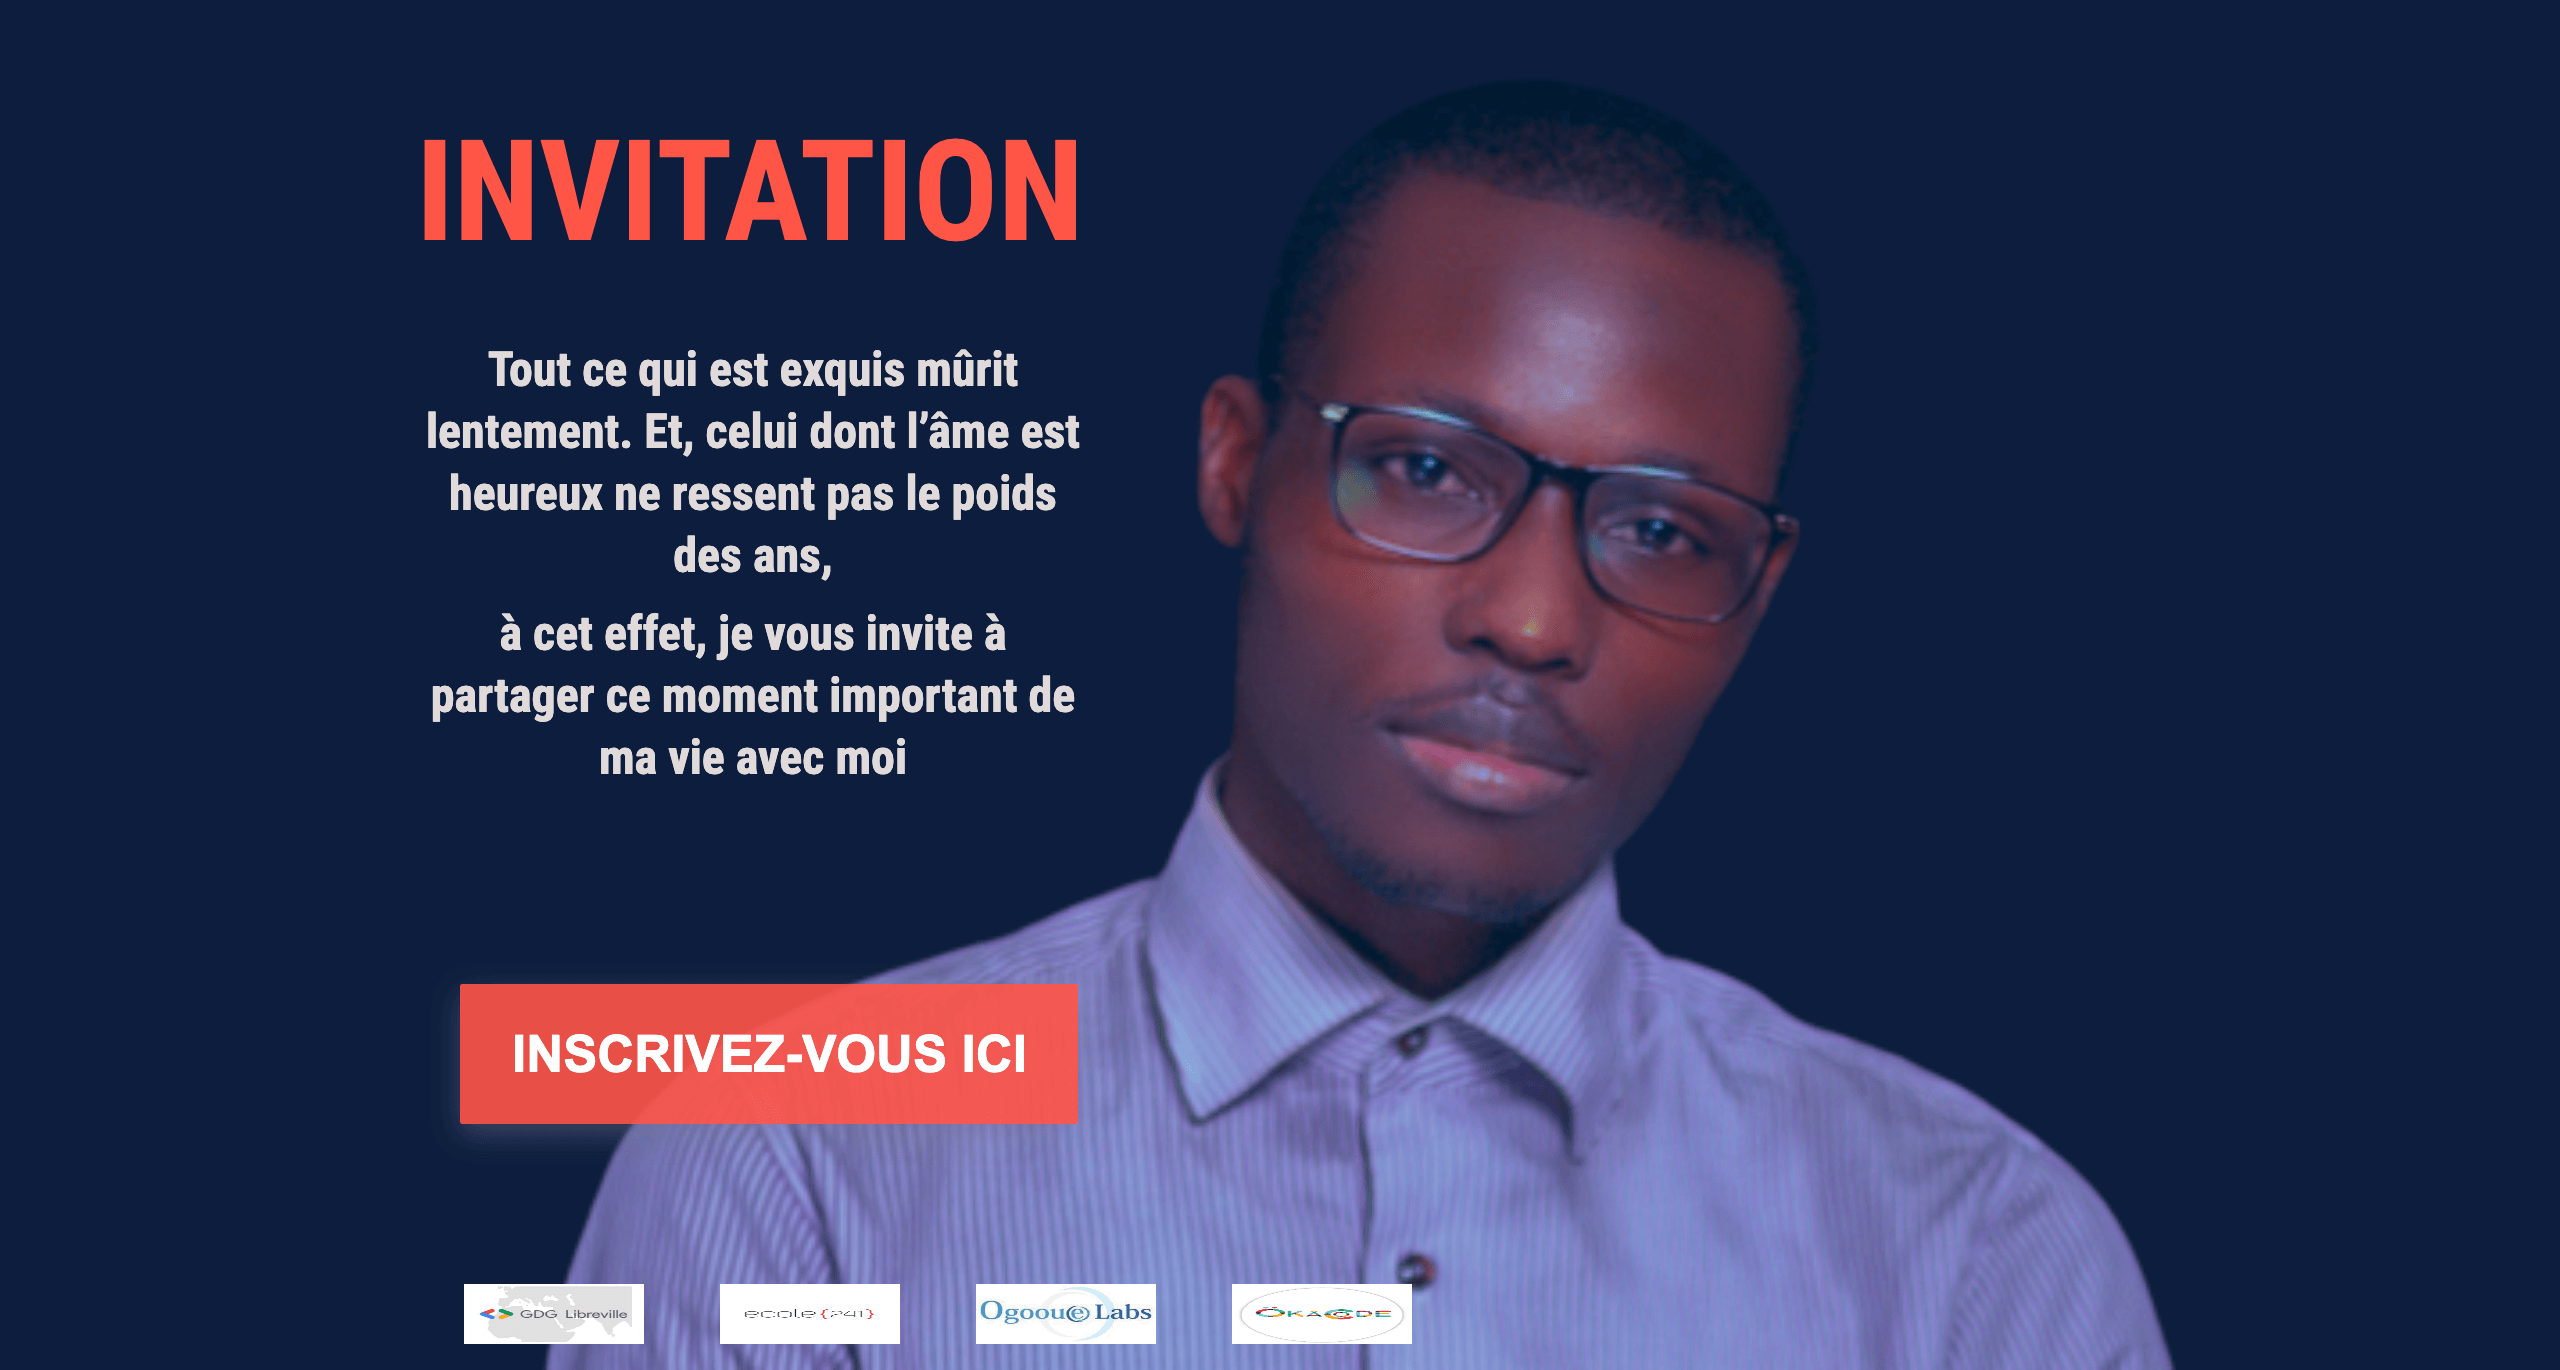 INVITATION
Tout ce qui est exquis mûrit
lentement. Et, celui dont l’âme est
heureux ne ressent pas le poids
des ans,
à cet effet, je vous invite à
partager ce moment important de
ma vie avec moi
INSCRIVEZ-VOUS ICI
GDG Libreville
ecole{241}
Ogooue Labs
ÖKACODE